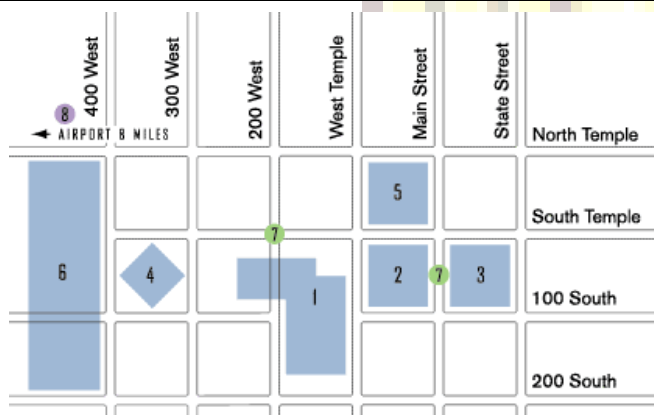 400 West
300 West
200 West
West Temple
Main Street
State Street
8
AIRPORT 8 MILES
North Temple
5
South Temple
7
6
4
2
7
3
1
100 South
200 South